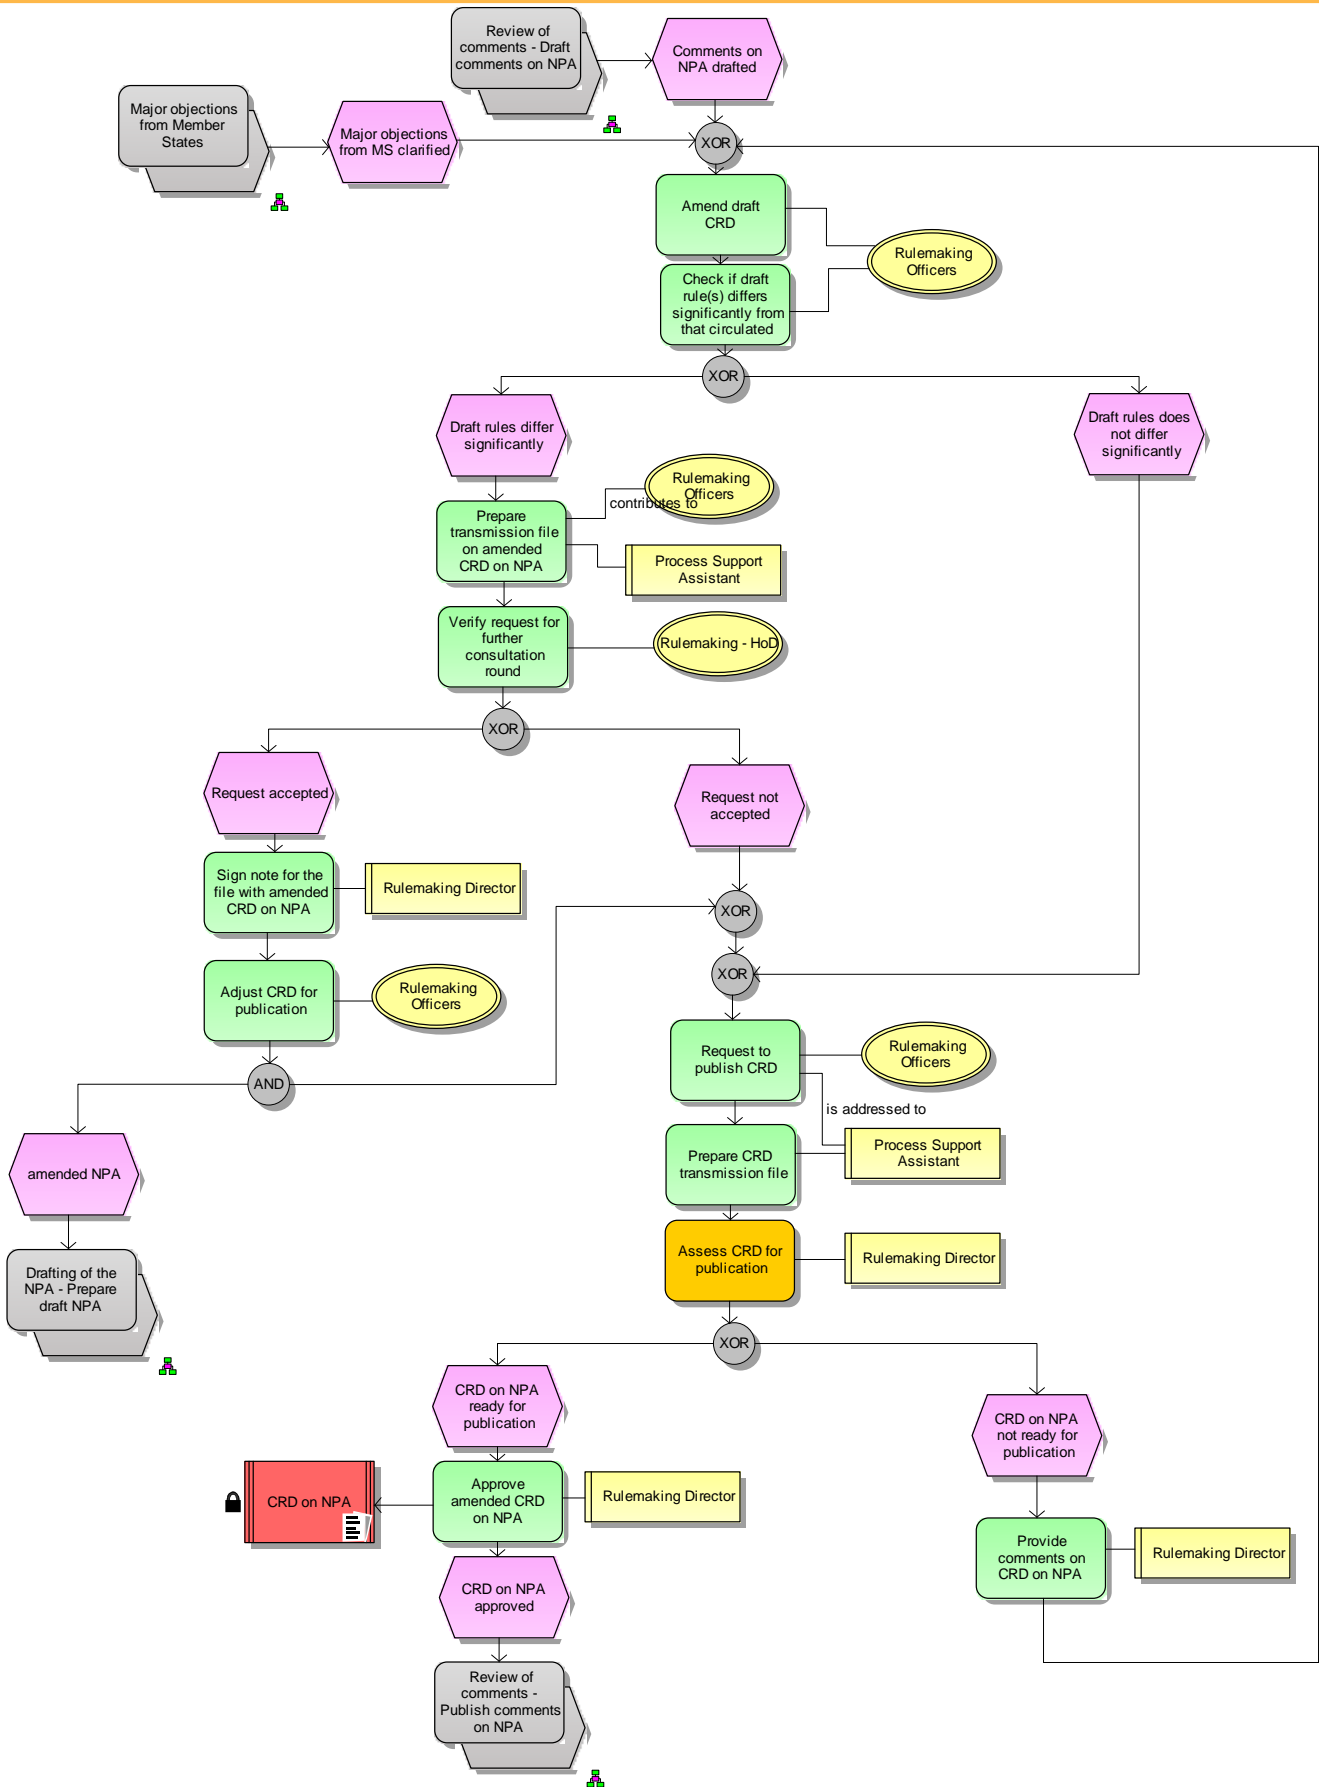 Review of
comments - Draft
comments on NPA
Comments on
NPA drafted
Major objections
from Member
States
Major objections
from MS clarified
XOR
Amend draft
CRD
Rulemaking
Officers
Check if draft
rule(s) differs
significantly from
that circulated
XOR
Draft rules differ
significantly
Draft rules does
not differ
significantly
Rulemaking
Officers
contributes to
Prepare
transmission file
on amended
CRD on NPA
Process Support
Assistant
Verify request for
further
consultation
round
Rulemaking - HoD
XOR
Request accepted
Request not
accepted
Sign note for the
file with amended
CRD on NPA
Rulemaking Director
XOR
XOR
Adjust CRD for
publication
Rulemaking
Officers
Request to
publish CRD
Rulemaking
Officers
AND
is addressed to
amended NPA
Prepare CRD
transmission file
Process Support
Assistant
Drafting of the
NPA - Prepare
draft NPA
Assess CRD for
publication
Rulemaking Director
XOR
CRD on NPA
ready for
publication
CRD on NPA
not ready for
publication
CRD on NPA
Approve
amended CRD
on NPA
Rulemaking Director
Provide
comments on
CRD on NPA
Rulemaking Director
CRD on NPA
approved
Review of
comments -
Publish comments
on NPA